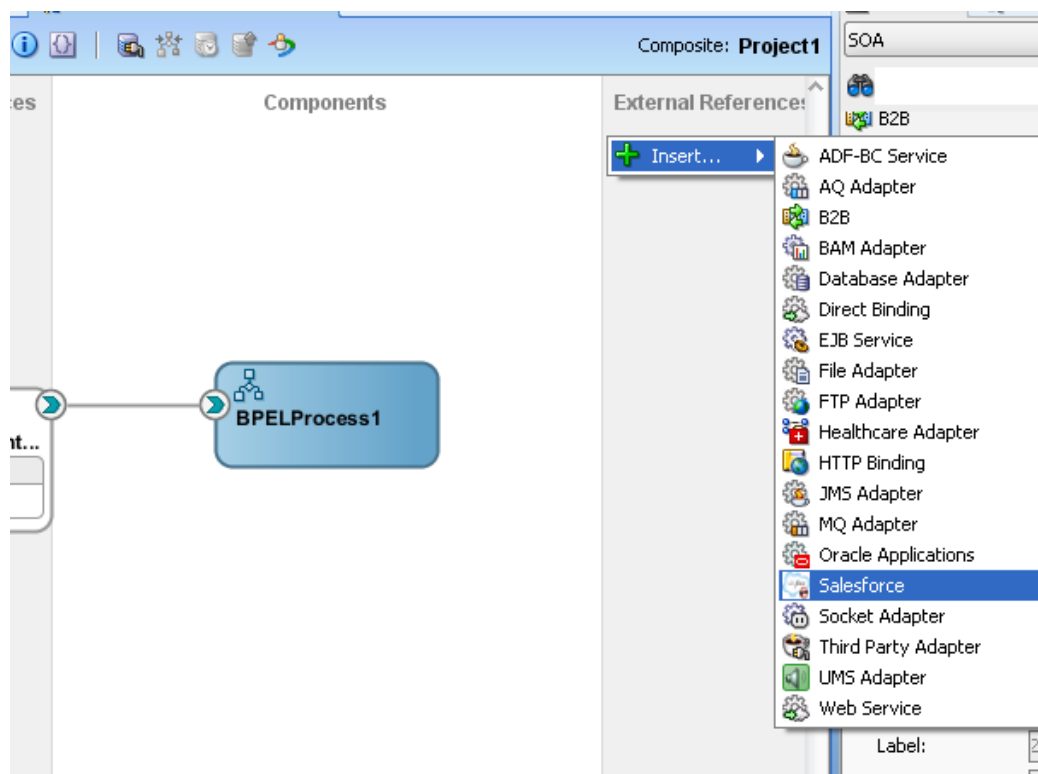 Composite: Project1
SOA
es
Components
External References
B2B
Insert...
ADF-BC Service
AQ Adapter
B2B
BAM Adapter
Database Adapter
Direct Binding
EJB Service
File Adapter
FTP Adapter
Healthcare Adapter
HTTP Binding
JMS Adapter
MQ Adapter
Oracle Applications
Salesforce
Socket Adapter
Third Party Adapter
UMS Adapter
Web Service
BPELProcess1
nt...
Label: